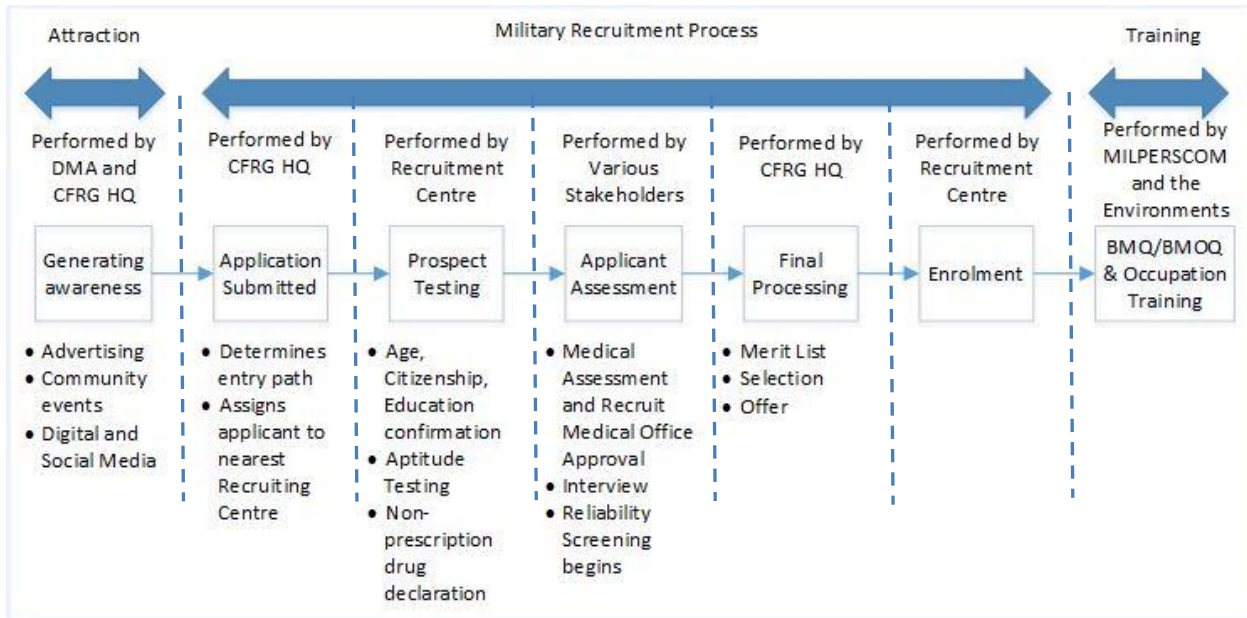 Attraction
Military Recruitment Process
Training
Performed by
DMA and
CFRG HQ
Performed by
CFRG HQ
Performed by
Recruitment
Centre
Performed by
Various
Stakeholders
Performed by
CFRG HQ
Performed by
Recruitment
Centre
Performed by
MILPERSCOM
and the
Environments
Generating
awareness
Application
Submitted
Prospect
Testing
Applicant
Assessment
Final
Processing
Enrolment
BMQ/BMOQ
& Occupation
Training
• Advertising
• Community
events
• Digital and
Social Media
• Determines
entry path
• Assigns
applicant to
nearest
Recruiting
Centre
• Age,
Citizenship,
Education
confirmation
• Aptitude
Testing
• Non-
prescription
drug
declaration
• Medical
Assessment
and Recruit
Medical Office
Approval
• Interview
• Reliability
Screening
begins
• Merit List
• Selection
• Offer